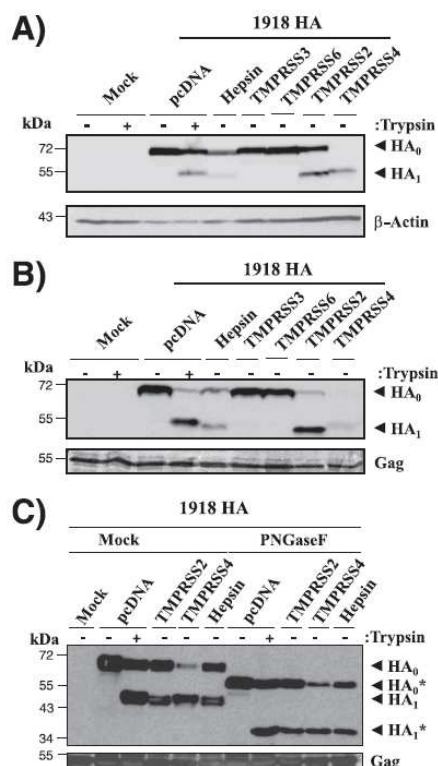 A)
1918 HA
Mock
pcDNA
Hepsin
TMPRSS3
TMPRSS6
TMPRSS2
TMPRSS4
kDa
- + - + - - - - - :Trypsin
72
◄ HA₀
55
◄ HA₁
43
β-Actin
B)
1918 HA
Mock
pcDNA
Hepsin
TMPRSS3
TMPRSS6
TMPRSS2
TMPRSS4
kDa
- + - + - - - - - :Trypsin
72
◄ HA₀
55
◄ HA₁
55
Gag
C)
1918 HA
Mock
PNGaseF
Mock
pcDNA
TMPRSS2
TMPRSS4
Hepsin
pcDNA
TMPRSS2
TMPRSS4
Hepsin
kDa
- - + - - - - + - - - :Trypsin
72
◄ HA₀
55
◄ HA₀*
◄ HA₁
43
34
◄ HA₁*
55
Gag